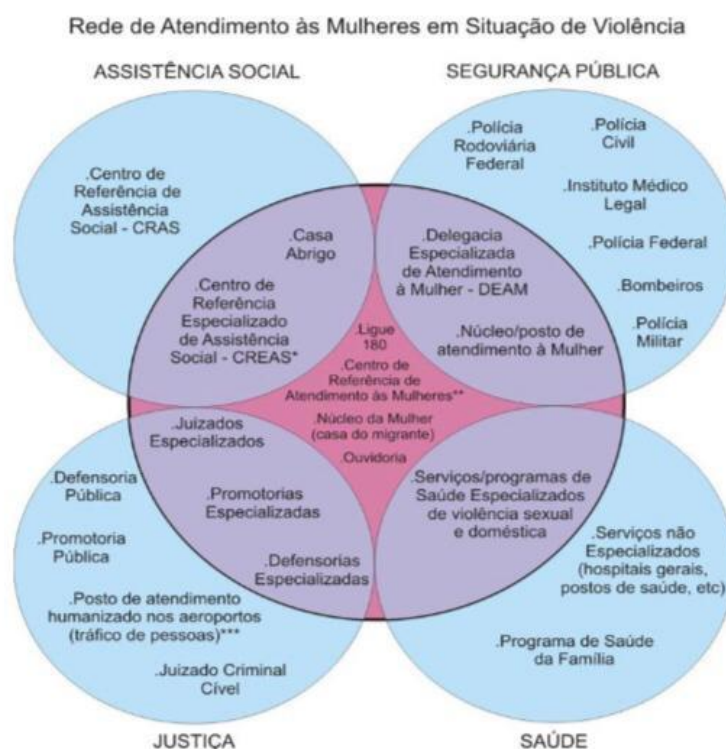 Rede de Atendimento às Mulheres em Situação de Violência
ASSISTÊNCIA SOCIAL
SEGURANÇA PÚBLICA
.Centro de
Referência de
Assistência
Social - CRAS
.Casa
Abrigo
.Centro de
Referência
Especializado
de Assistência
Social - CREAS*
.Polícia
Rodoviária
Federal
.Polícia
Civil
.Instituto Médico
Legal
.Delegacia
Especializada
de Atendimento
à Mulher - DEAM
.Polícia Federal
.Bombeiros
.Núcleo/posto de
atendimento à Mulher
.Polícia
Militar
.Ligue
180
.Centro de
Referência de
Atendimento às Mulheres**
.Núcleo da Mulher
(casa do migrante)
.Ouvidoria
.Juizados
Especializados
.Defensoria
Pública
.Promotorias
Especializadas
.Promotoria
Pública
.Defensorias
Especializadas
.Posto de atendimento
humanizado nos aeroportos
(tráfico de pessoas)***
.Juizado Criminal
Cível
.Serviços/programas de
Saúde Especializados
de violência sexual
e doméstica
.Serviços não
Especializados
(hospitais gerais,
postos de saúde, etc)
.Programa de Saúde
da Família
JUSTIÇA
SAÚDE